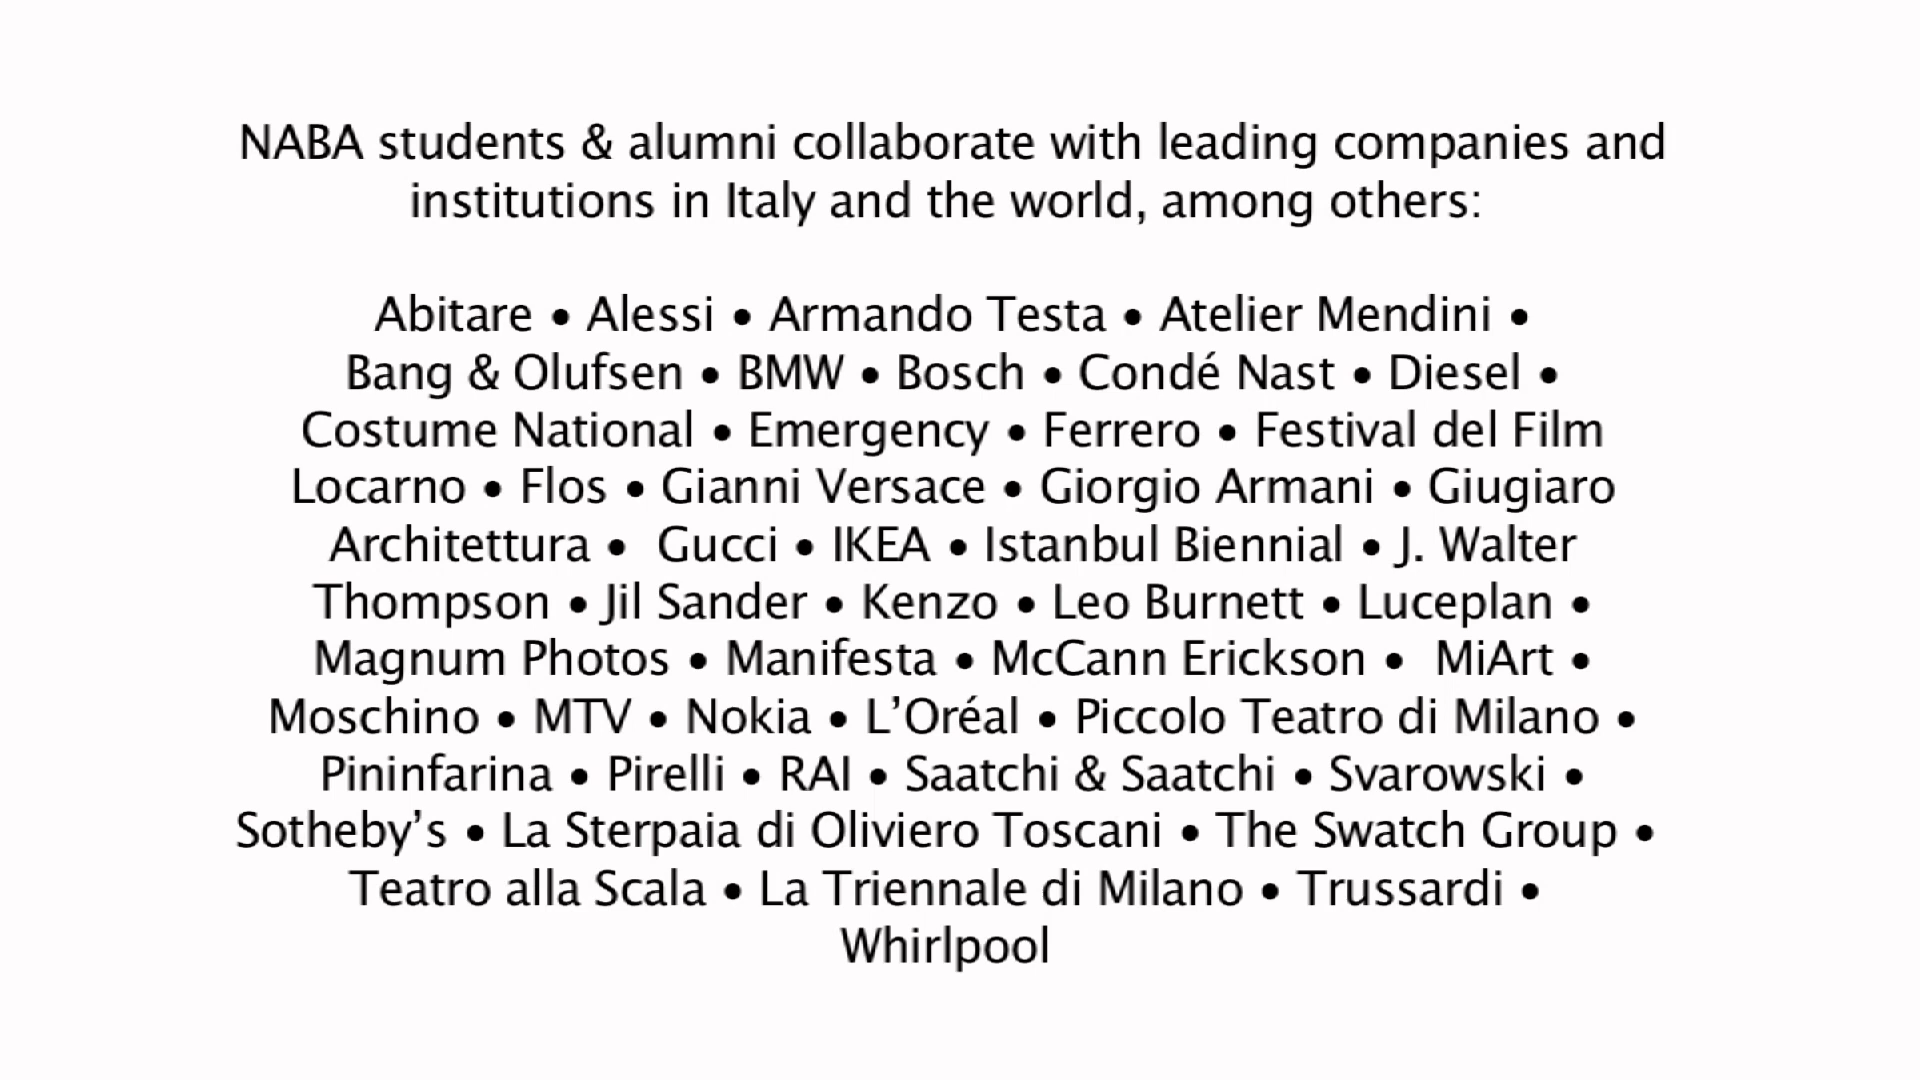 NABA students & alumni collaborate with leading companies and
institutions in Italy and the world, among others:
Abitare • Alessi • Armando Testa • Atelier Mendini •
Bang & Olufsen • BMW • Bosch • Condé Nast • Diesel •
Costume National • Emergency • Ferrero • Festival del Film
Locarno • Flos • Gianni Versace • Giorgio Armani • Giugiaro
Architettura •  Gucci • IKEA • Istanbul Biennial • J. Walter
Thompson • Jil Sander • Kenzo • Leo Burnett • Luceplan •
Magnum Photos • Manifesta • McCann Erickson •  MiArt •
Moschino • MTV • Nokia • L’Oréal • Piccolo Teatro di Milano •
Pininfarina • Pirelli • RAI • Saatchi & Saatchi • Svarowski •
Sotheby’s • La Sterpaia di Oliviero Toscani • The Swatch Group •
Teatro alla Scala • La Triennale di Milano • Trussardi •
Whirlpool